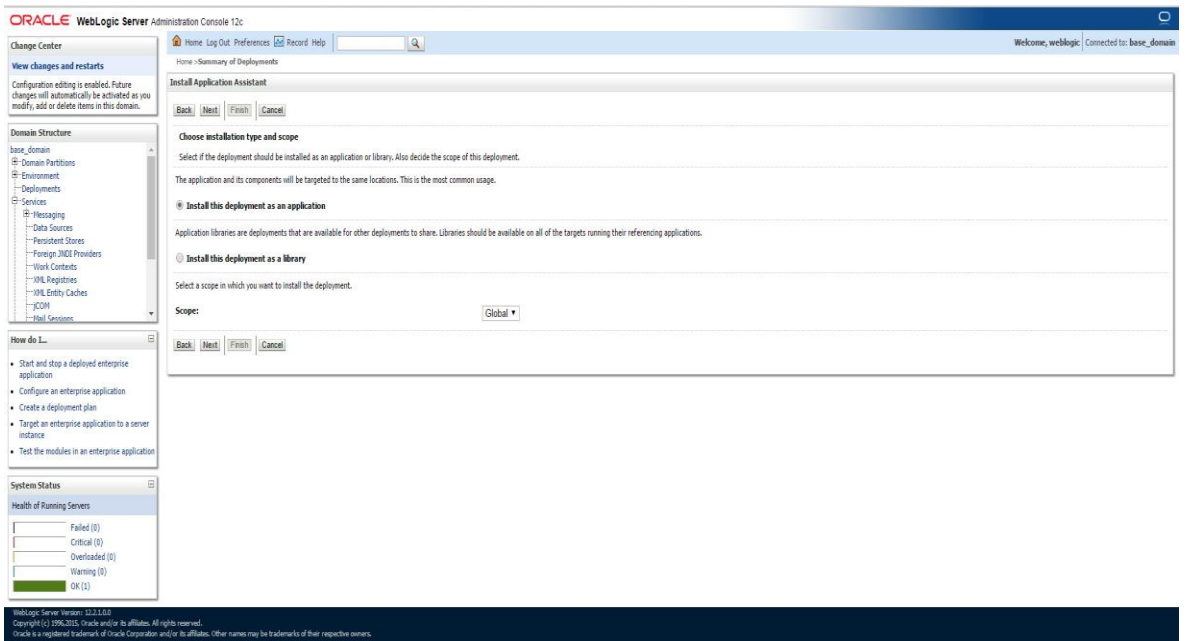 ORACLE WebLogic Server Administration Console 12c
Change Center
View changes and restarts
Configuration editing is enabled. Future
changes will automatically be activated as you
modify, add or delete items in this domain.
Domain Structure
base_domain
Domain Partitions
Environment
Deployments
Services
Messaging
Data Sources
Persistent Stores
Foreign JNDI Providers
Work Contexts
XML Registries
XML Entity Caches
jCOM
Mail Sessions
How do I...
Start and stop a deployed enterprise
application
Configure an enterprise application
Create a deployment plan
Target an enterprise application to a server
instance
Test the modules in an enterprise application
System Status
Health of Running Servers
Failed (0)
Critical (0)
Overloaded (0)
Warning (0)
OK (1)
Home Log Out Preferences Record Help
Welcome, weblogic Connected to: base_domain
Home >Summary of Deployments
Install Application Assistant
Back Next Finish Cancel
Choose installation type and scope
Select if the deployment should be installed as an application or library. Also decide the scope of this deployment.
The application and its components will be targeted to the same locations. This is the most common usage.
Install this deployment as an application
Application libraries are deployments that are available for other deployments to share. Libraries should be available on all of the targets running their referencing applications.
Install this deployment as a library
Select a scope in which you want to install the deployment.
Scope: Global
Back Next Finish Cancel
WebLogic Server Version: 12.2.1.0.0
Copyright (c) 1996,2015, Oracle and/or its affiliates. All rights reserved.
Oracle is a registered trademark of Oracle Corporation and/or its affiliates. Other names may be trademarks of their respective owners.